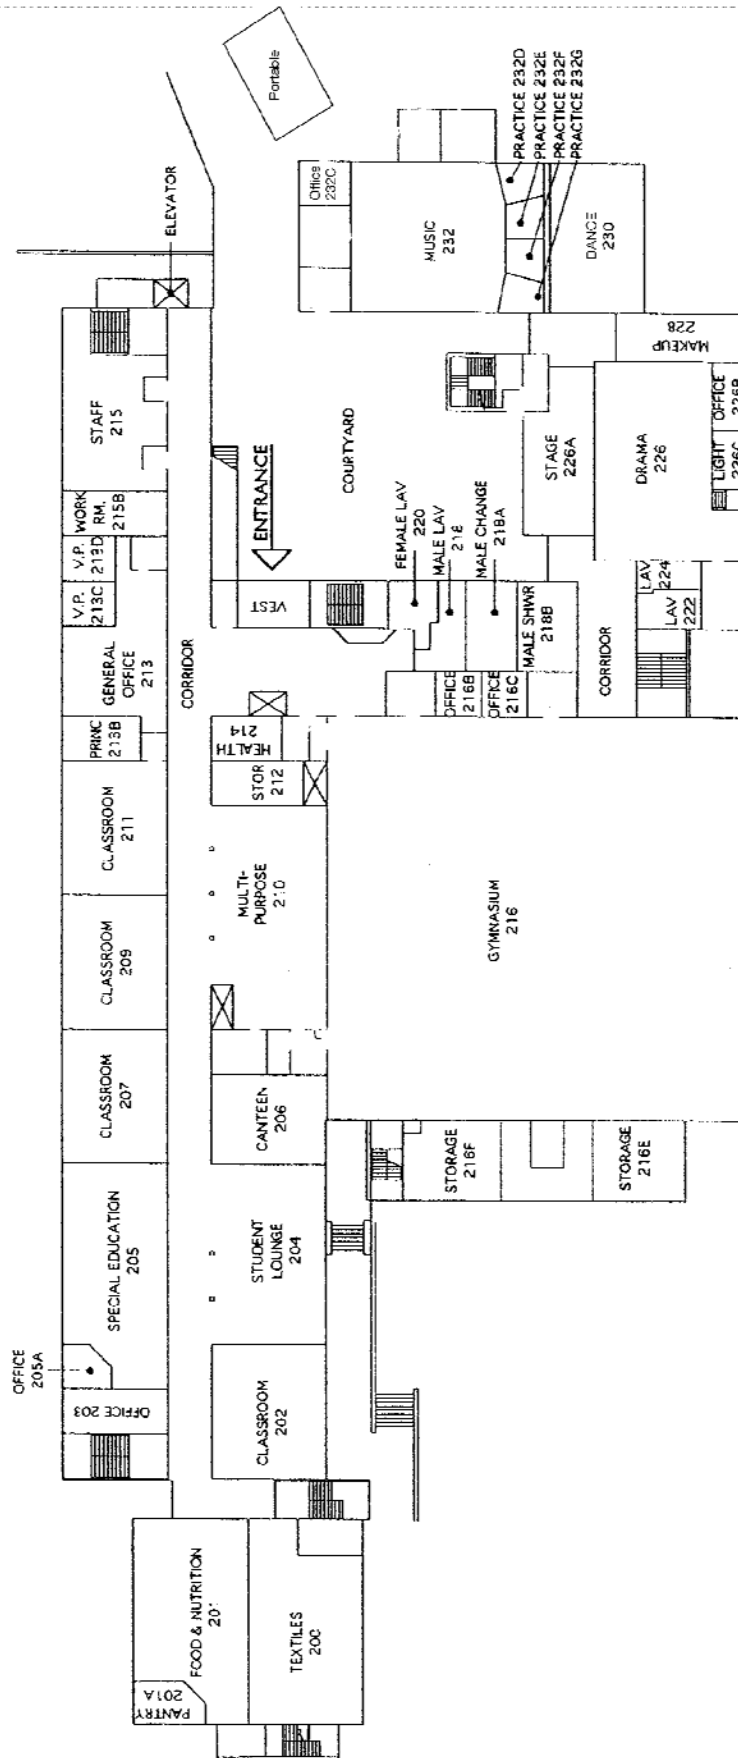 Portable
ELEVATOR
Office
232C
MUSIC
232
PRACTICE 232D
PRACTICE 232E
PRACTICE 232F
PRACTICE 232G
DANCE
230
MAKEUP
228
STAFF
215
WORK
RM.
215B
V.P.
213D
V.P.
213C
GENERAL
OFFICE
213
PRINC
213B
CORRIDOR
ENTRANCE
COURTYARD
VEST
FEMALE LAV
220
MALE LAV
218
MALE CHANGE
218A
MALE SHWR
218B
OFFICE
216B
OFFICE
216C
STAGE
226A
DRAMA
226
OFFICE
226B
LIGHT
226C
LAV
224
LAV
222
CORRIDOR
HEALTH
214
STOR
212
CLASSROOM
211
MULTI-
PURPOSE
210
CLASSROOM
209
GYMNASIUM
216
CLASSROOM
207
CANTEEN
206
STORAGE
216F
STORAGE
216E
SPECIAL EDUCATION
205
STUDENT
LOUNGE
204
OFFICE
205A
OFFICE 203
CLASSROOM
202
FOOD & NUTRITION
201
PANTRY
201A
TEXTILES
200